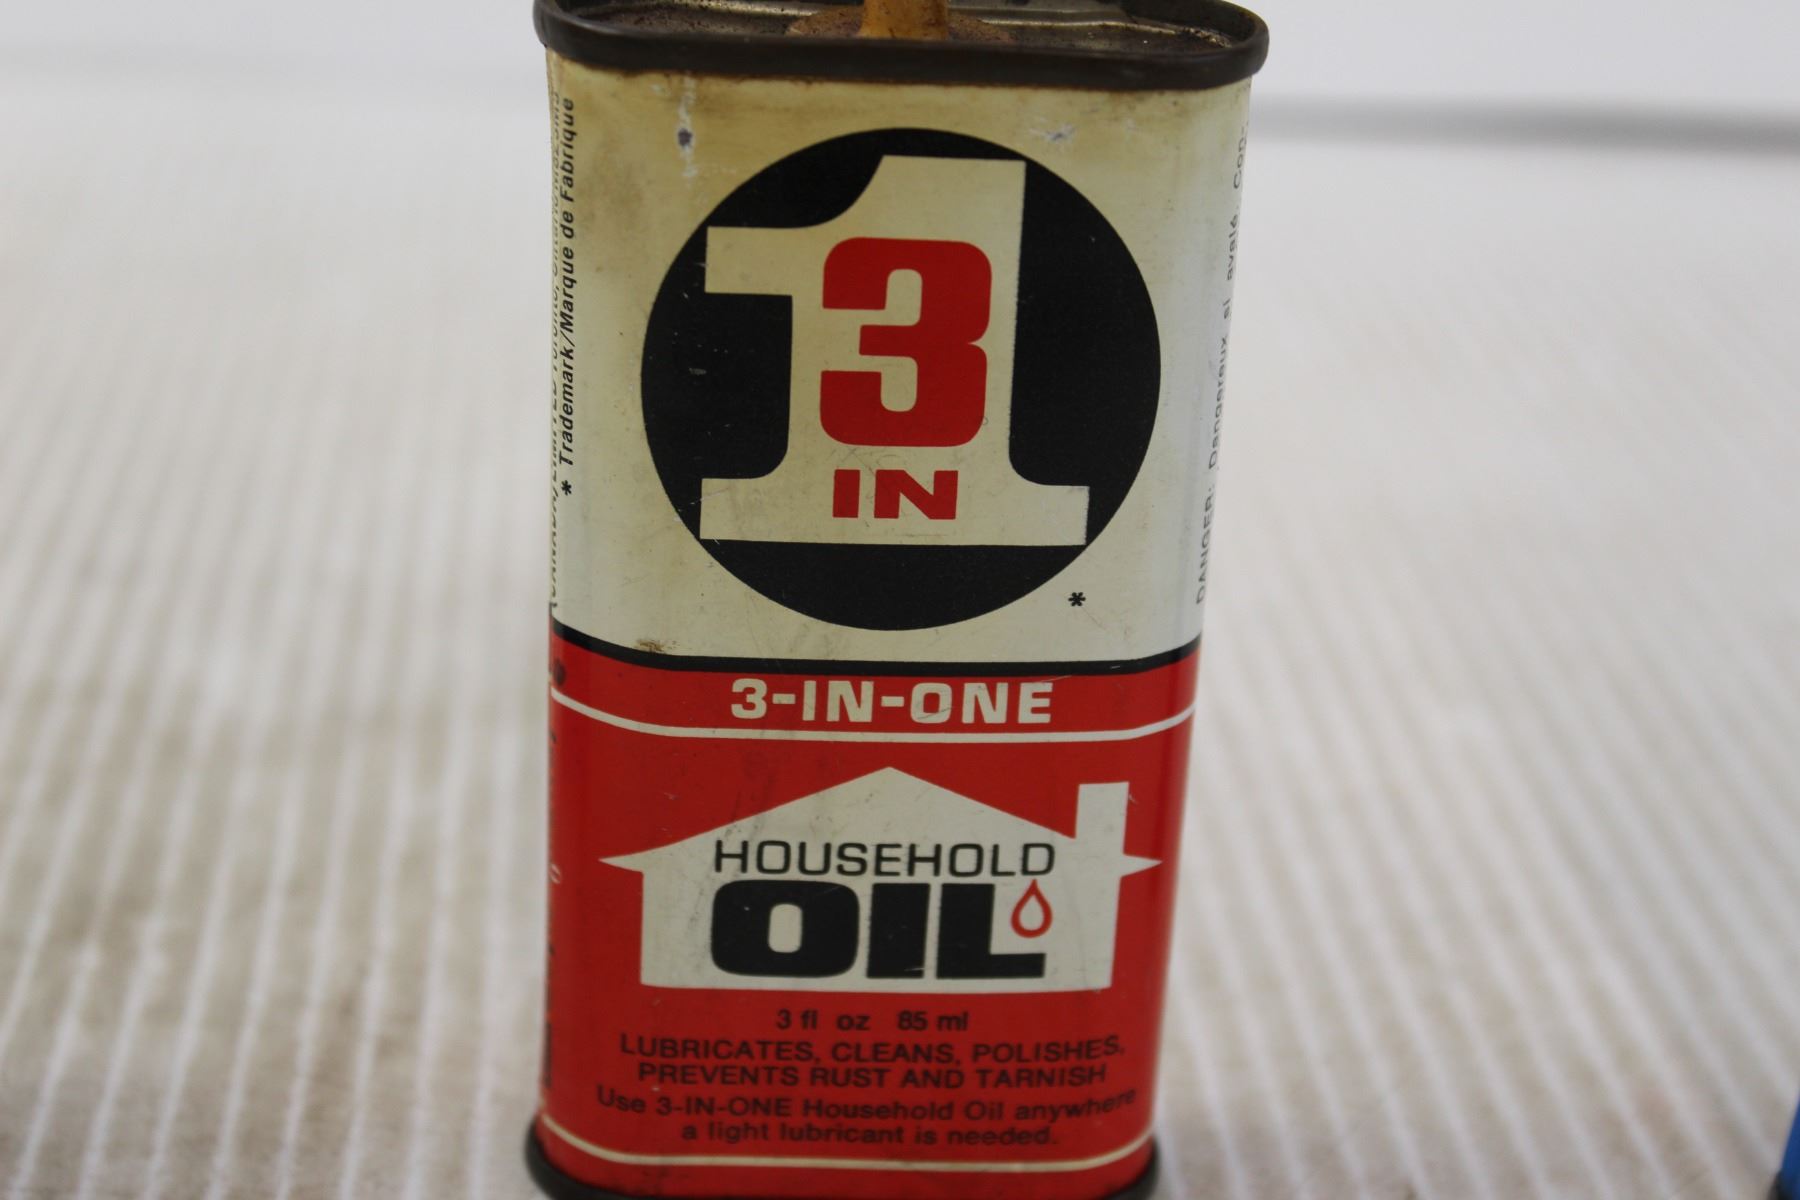 1
3
IN
*
3-IN-ONE
HOUSEHOLD
OIL
3 fl oz 85 ml
LUBRICATES, CLEANS, POLISHES,
PREVENTS RUST AND TARNISH
Use 3-IN-ONE Household Oil anywhere
a light lubricant is needed.
* Trademark/Marque de Fabrique
DANGER: Dangereux si avalé.